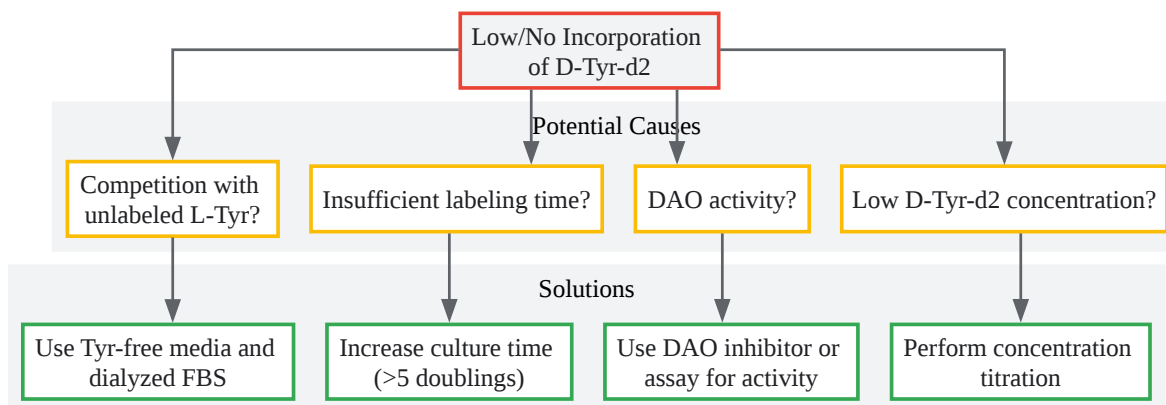 Low/No Incorporation
of D-Tyr-d2
Potential Causes
Competition with
unlabeled L-Tyr?
Insufficient labeling time?
DAO activity?
Low D-Tyr-d2 concentration?
Solutions
Use Tyr-free media and
dialyzed FBS
Increase culture time
(>5 doublings)
Use DAO inhibitor or
assay for activity
Perform concentration
titration